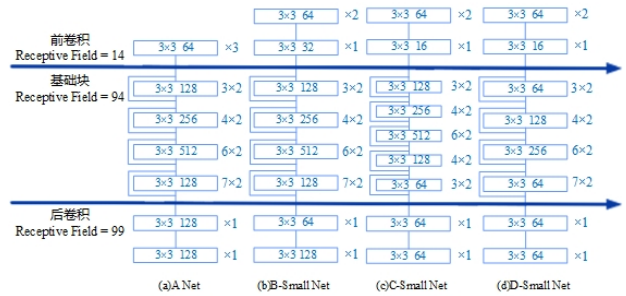 3×3 64 ×2 3×3 64 ×2 3×3 64 ×2
前卷积
Receptive Field = 14
3×3 64 ×3 3×3 32 ×1 3×3 16 ×1 3×3 16 ×1
基础块
Receptive Field = 94
3×3 128 3×2 3×3 128 3×2 3×3 128 3×2 3×3 64 3×2
3×3 256 4×2 3×3 256 4×2 3×3 256 4×2 3×3 128 4×2
3×3 512 6×2 3×3 512 6×2 3×3 512 6×2 3×3 256 6×2
3×3 128 4×2
3×3 128 7×2 3×3 128 7×2 3×3 64 3×2 3×3 64 7×2
后卷积
Receptive Field = 99
3×3 128 ×1 3×3 64 ×1 3×3 64 ×1 3×3 64 ×1
3×3 128 ×1 3×3 128 ×1 3×3 64 ×1 3×3 64 ×1
(a)A Net (b)B-Small Net (c)C-Small Net (d)D-Small Net